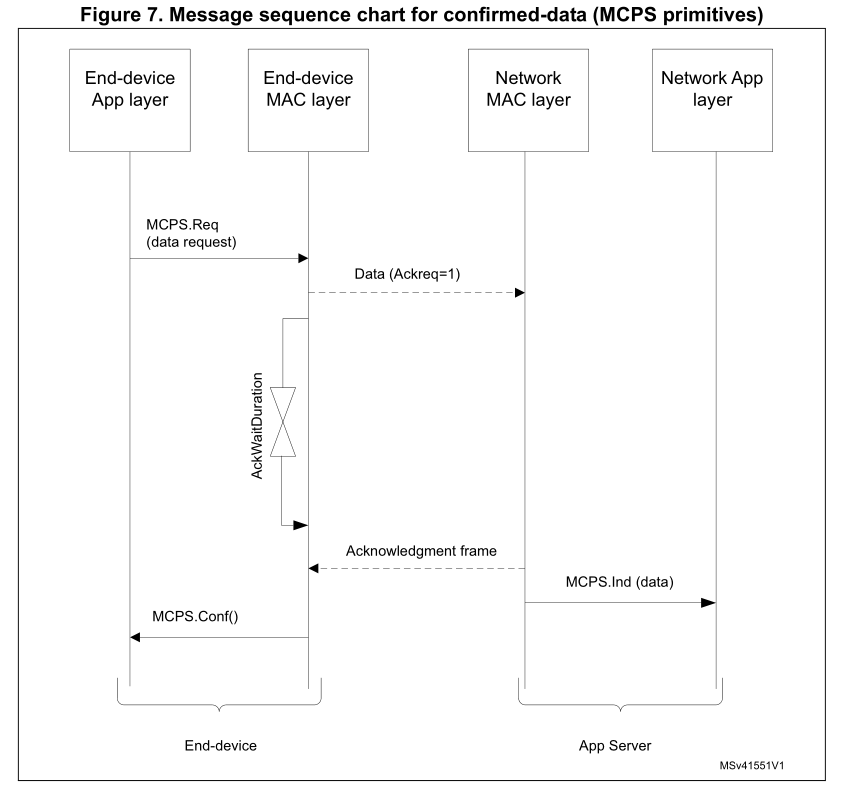 Figure 7. Message sequence chart for confirmed-data (MCPS primitives)
End-device
App layer
End-device
MAC layer
Network
MAC layer
Network App
layer
MCPS.Req
(data request)
Data (Ackreq=1)
AckWaitDuration
Acknowledgment frame
MCPS.Ind (data)
MCPS.Conf()
End-device
App Server
MSv41551V1